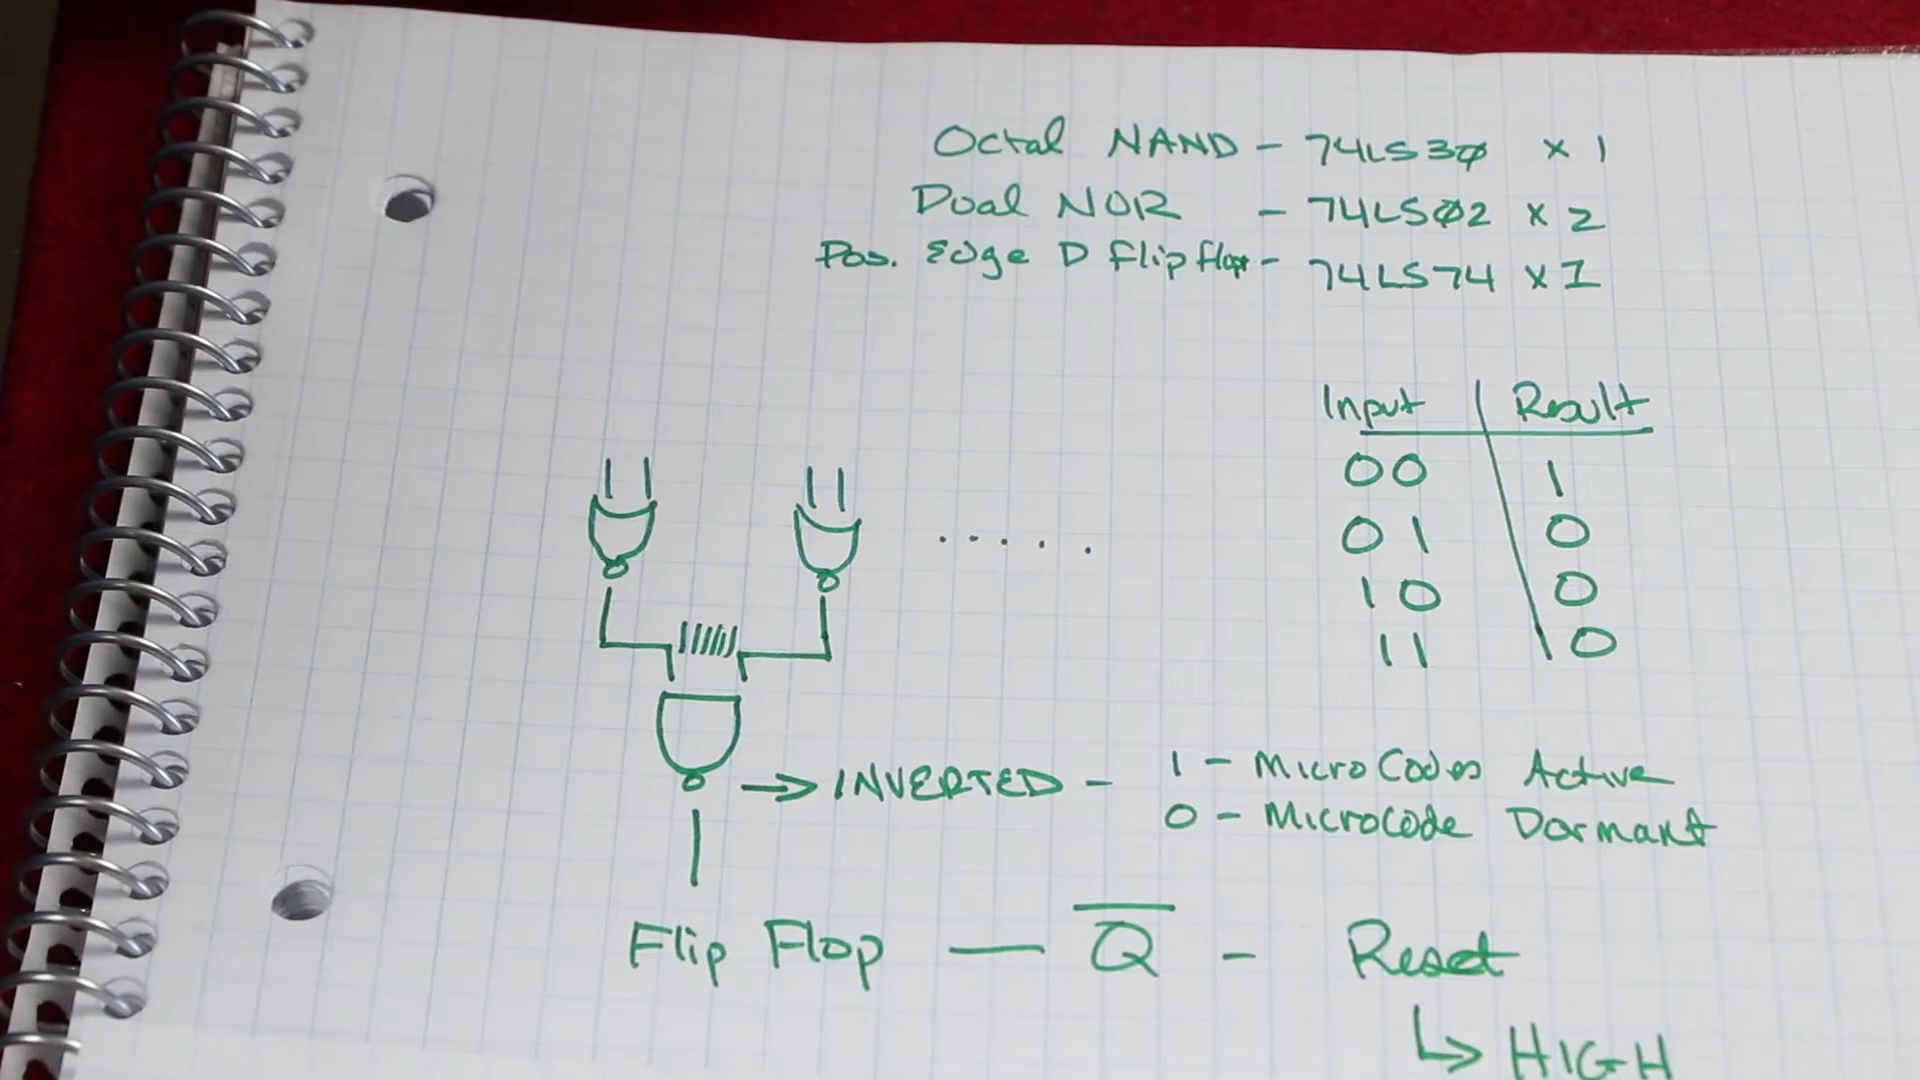 Octal NAND - 74LS30 x 1
Dual NOR - 74LS02 x 2
Pos. Edge D Flip flop - 74LS74 x 1
Input Result
00 1
01 0
10 0
11 0
.....
→ INVERTED - 1 - MicroCodes Active
0 - Microcode Dormant
Flip Flop — Q - Reset
↳ HIGH